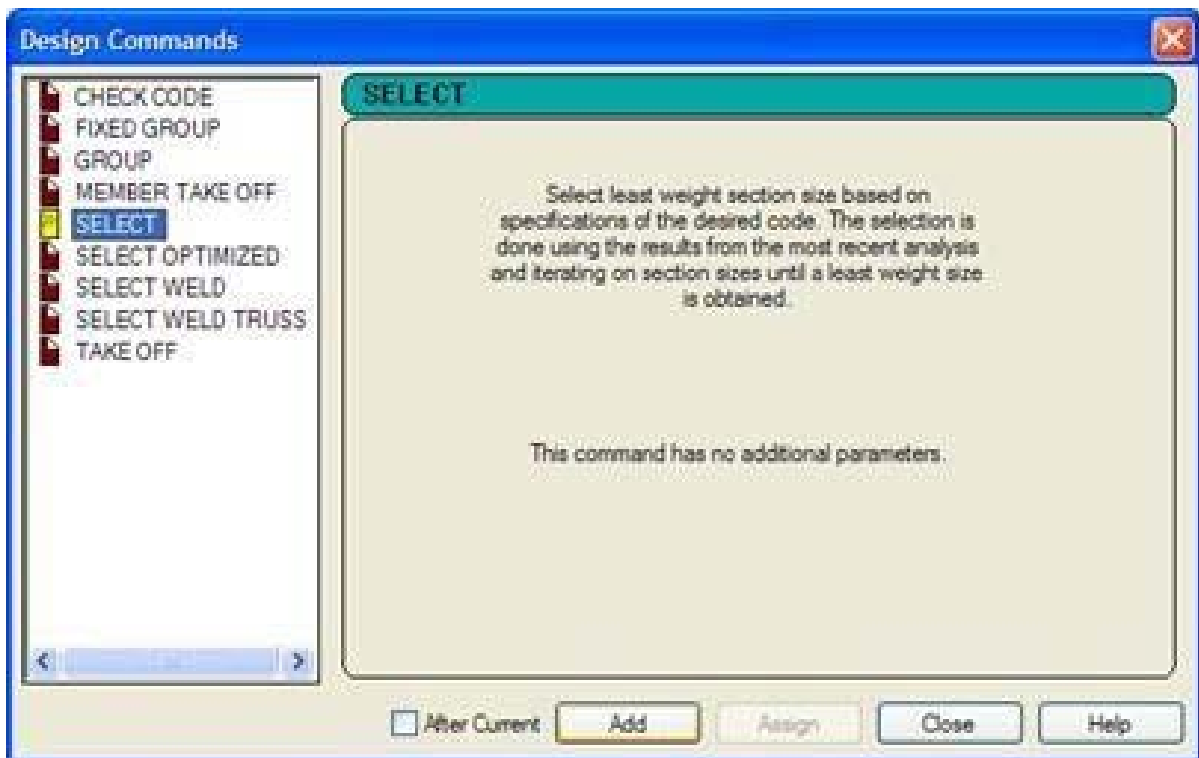 Design Commands
CHECK CODE
FIXED GROUP
GROUP
MEMBER TAKE OFF
SELECT
SELECT OPTIMIZED
SELECT WELD
SELECT WELD TRUSS
TAKE OFF
SELECT
Select least weight section size based on
specifications of the desired code. The selection is
done using the results from the most recent analysis
and iterating on section sizes until a least weight size
is obtained.
This command has no additional parameters.
After Current
Add
Assign
Close
Help